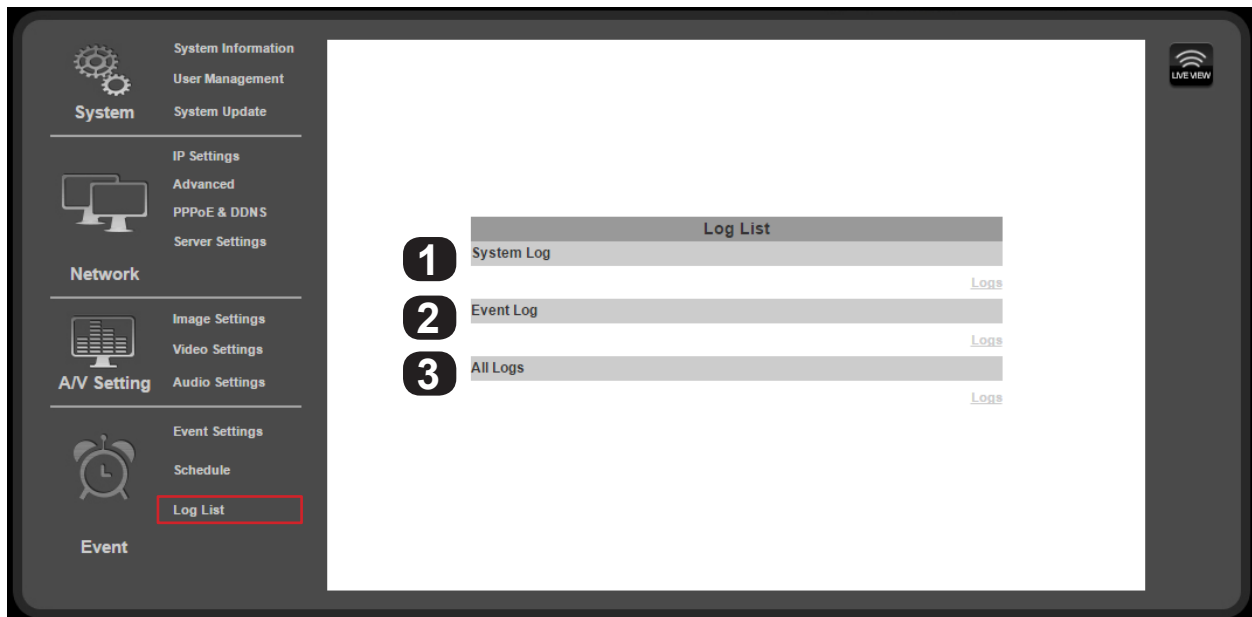 System Information
User Management
System
System Update
IP Settings
Advanced
PPPoE & DDNS
Server Settings
Network
Image Settings
Video Settings
A/V Setting
Audio Settings
Event Settings
Schedule
Log List
Event
Log List
1
System Log
Logs
2
Event Log
Logs
3
All Logs
Logs
LIVE VIEW